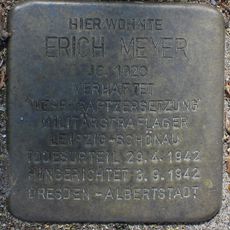 HIER WOHNTE
ERICH MEYER
JG. 1920
VERHAFTET
"WEHRKRAFTZERSETZUNG"
MILITÄRSTRAFLAGER
LEIPZIG-SCHÖNAU
TODESURTEIL 29.4.1942
HINGERICHTET 8.9.1942
DRESDEN-ALBERTSTADT